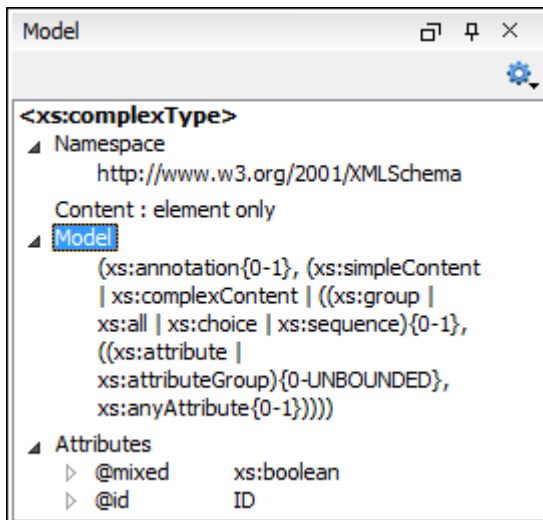 Model
<xs:complexType>
Namespace
http://www.w3.org/2001/XMLSchema
Content : element only
Model
(xs:annotation{0-1}, (xs:simpleContent
| xs:complexContent | ((xs:group |
xs:all | xs:choice | xs:sequence){0-1},
((xs:attribute |
xs:attributeGroup){0-UNBOUNDED},
xs:anyAttribute{0-1}))))
Attributes
@mixed xs:boolean
@id ID